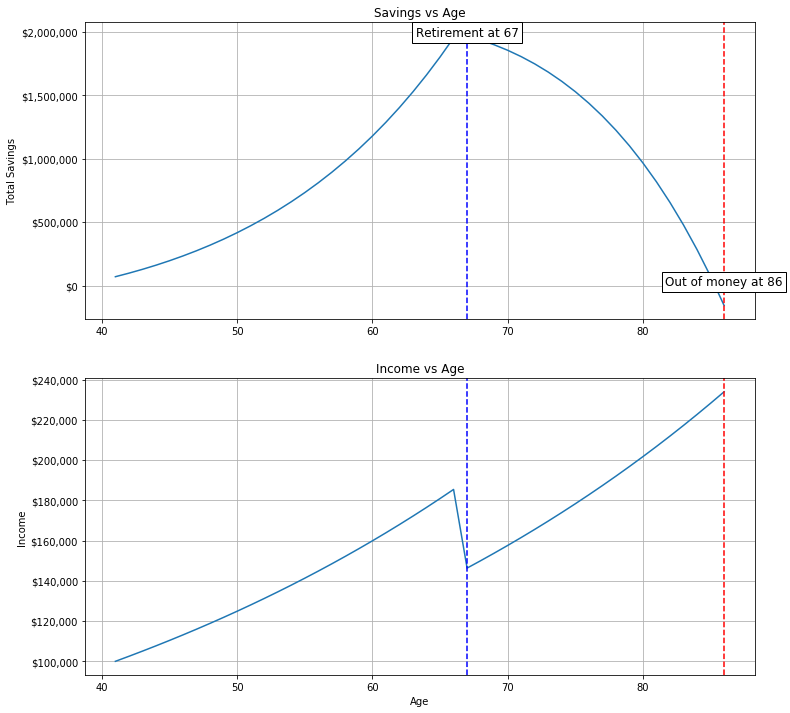 Savings vs Age
Retirement at 67
$2,000,000
$1,500,000
$1,000,000
$500,000
$0
Total Savings
Out of money at 86
40 50 60 70 80
Income vs Age
$240,000
$220,000
$200,000
$180,000
$160,000
$140,000
$120,000
$100,000
Income
40 50 60 70 80
Age